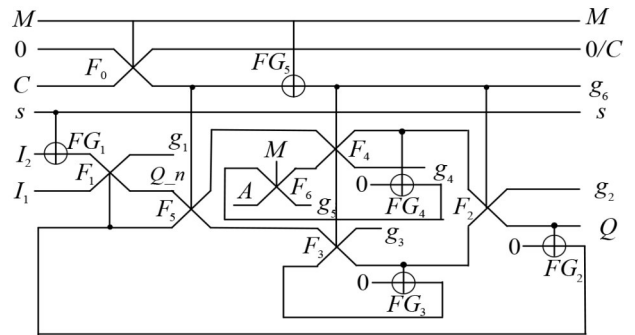 M M
0 F₀ FG₅ 0/C
C g₆
s s
I₂ FG₁ g₁ M F₄
F₁ Q_n F₆ g₄
I₁ A 0 g₂
F₅ g₅ FG₄ F₂
F₃ g₃ Q
0 FG₂
0 FG₃